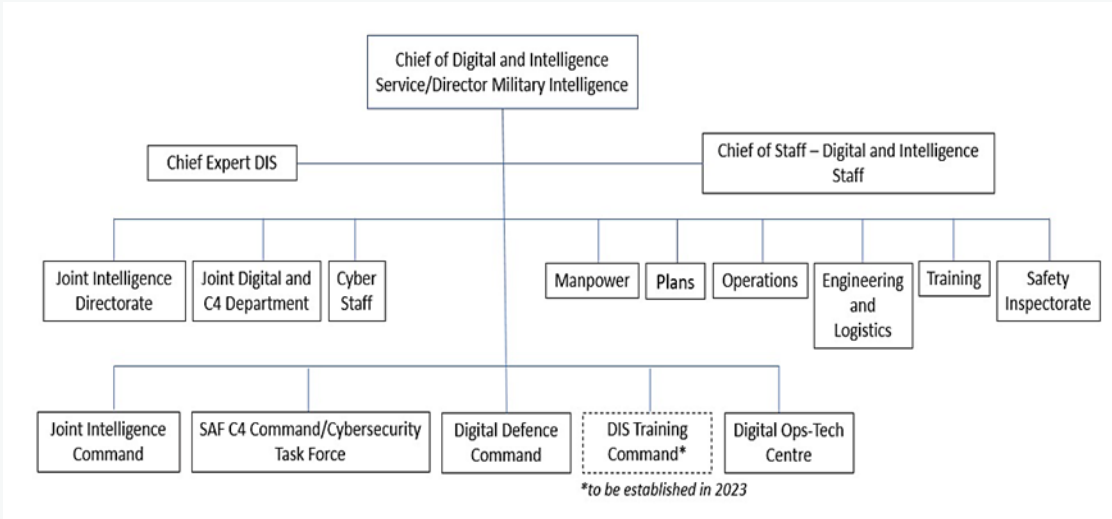 Chief of Digital and Intelligence
Service/Director Military Intelligence
Chief Expert DIS
Chief of Staff – Digital and Intelligence
Staff
Joint Intelligence
Directorate
Joint Digital and
C4 Department
Cyber
Staff
Manpower
Plans
Operations
Engineering
and
Logistics
Training
Safety
Inspectorate
Joint Intelligence
Command
SAF C4 Command/Cybersecurity
Task Force
Digital Defence
Command
DIS Training
Command*
Digital Ops-Tech
Centre
*to be established in 2023